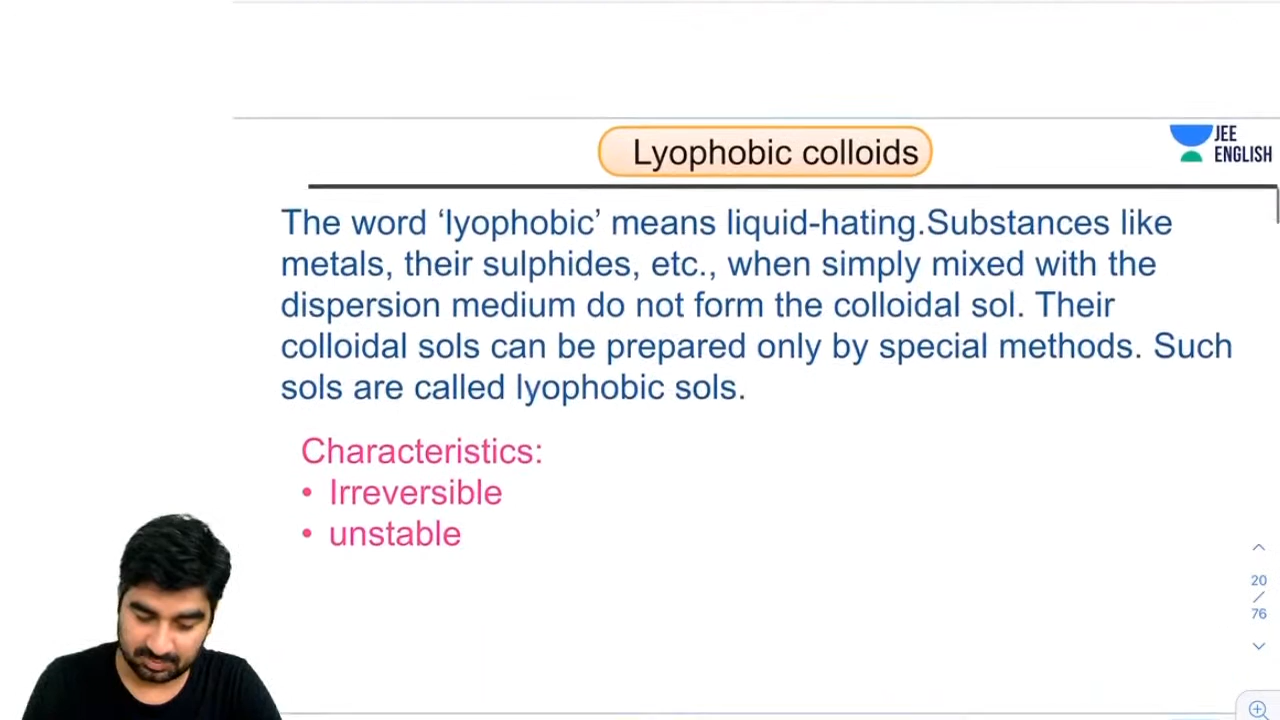 Lyophobic colloids
JEE
ENGLISH
The word ‘lyophobic’ means liquid-hating.Substances like
metals, their sulphides, etc., when simply mixed with the
dispersion medium do not form the colloidal sol. Their
colloidal sols can be prepared only by special methods. Such
sols are called lyophobic sols.
Characteristics:
• Irreversible
• unstable
20
/
76